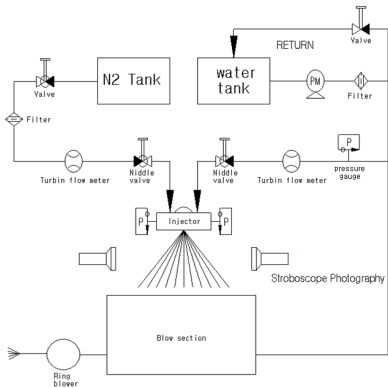 Valve
RETURN
N2 Tank
water
tank
PM
Valve
Filter
Filter
P
Turbin flow meter
Niddle
valve
Niddle
valve
Turbin flow meter
pressure
gauge
P
Injector
P
Stroboscope Photography
Blow section
Ring
blower